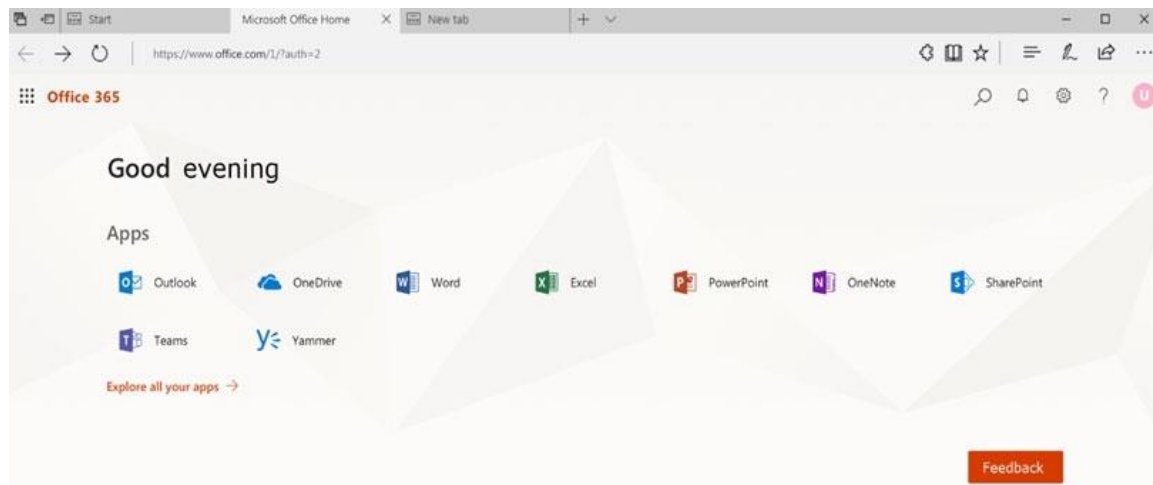 Start Microsoft Office Home New tab
https://www.office.com/1/?auth=2
Office 365 ? U
Good evening
Apps
Outlook OneDrive Word Excel PowerPoint OneNote SharePoint
Teams Yammer
Explore all your apps →
Feedback